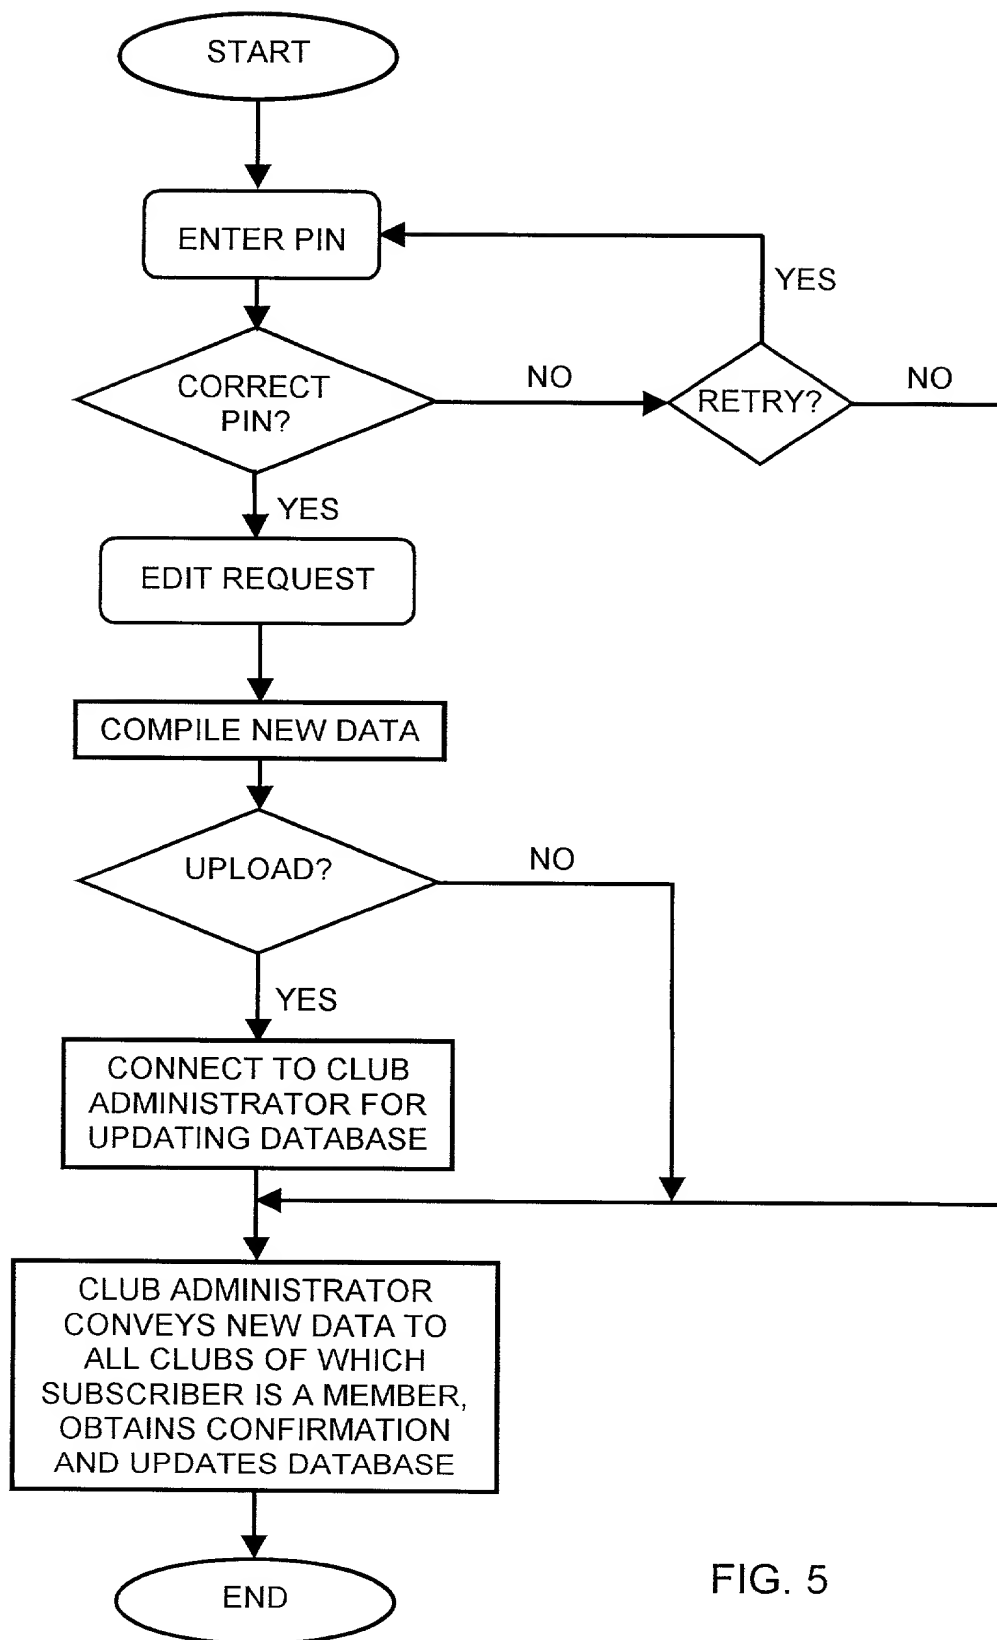 START
ENTER PIN
YES
CORRECT
PIN?
NO
RETRY?
NO
YES
EDIT REQUEST
COMPILE NEW DATA
UPLOAD?
NO
YES
CONNECT TO CLUB
ADMINISTRATOR FOR
UPDATING DATABASE
CLUB ADMINISTRATOR
CONVEYS NEW DATA TO
ALL CLUBS OF WHICH
SUBSCRIBER IS A MEMBER,
OBTAINS CONFIRMATION
AND UPDATES DATABASE
END
FIG. 5